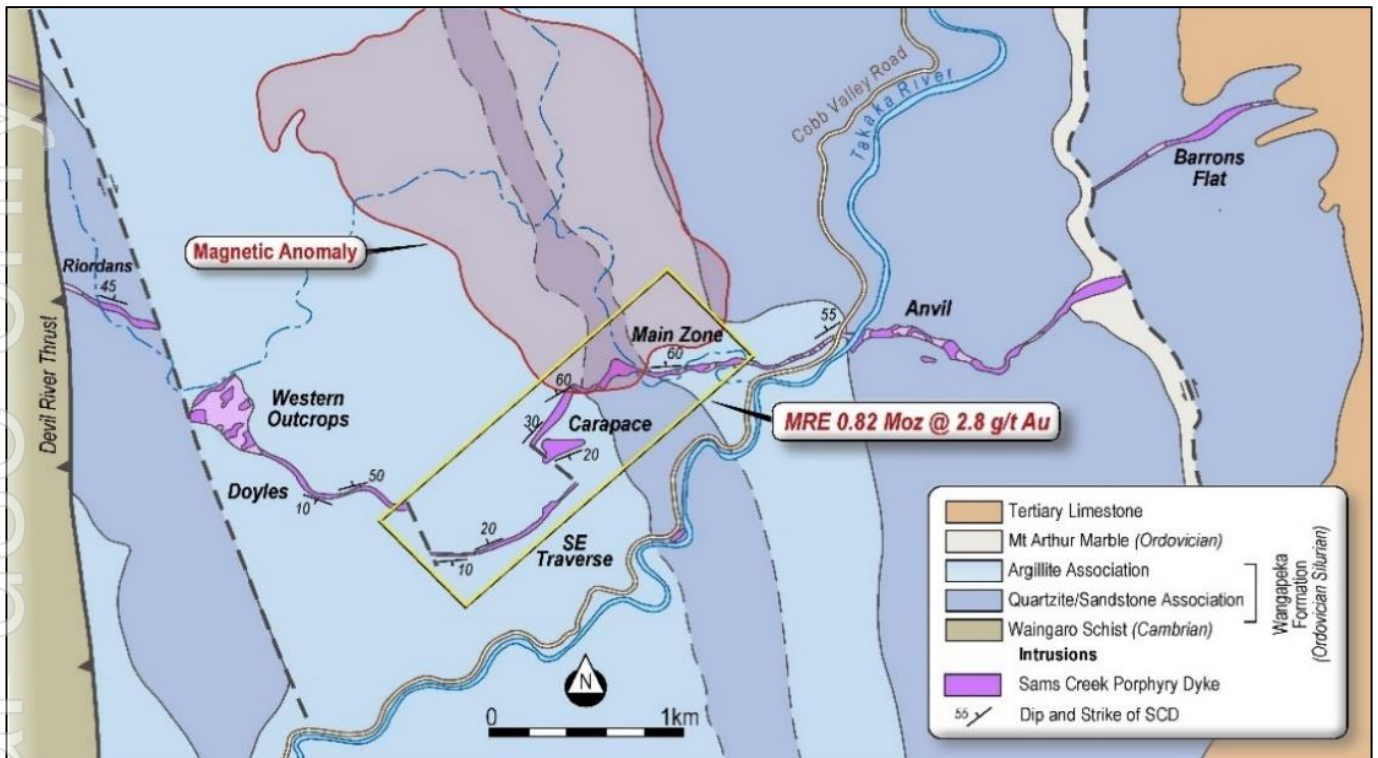 Cobb Valley Road
Takaka River
Barrons
Flat
Magnetic Anomaly
Riordans
45
Devil River Thrust
Main Zone
60
55
Anvil
Western
Outcrops
60
30
Carapace
20
MRE 0.82 Moz @ 2.8 g/t Au
Doyles
10
50
20
10
SE
Traverse
N
0
1km
Tertiary Limestone
Mt Arthur Marble (Ordovician)
Argillite Association
Quartzite/Sandstone Association
Waingaro Schist (Cambrian)
Wangapeka
Formation
(Ordovician Silurian)
Intrusions
Sams Creek Porphyry Dyke
55
Dip and Strike of SCD